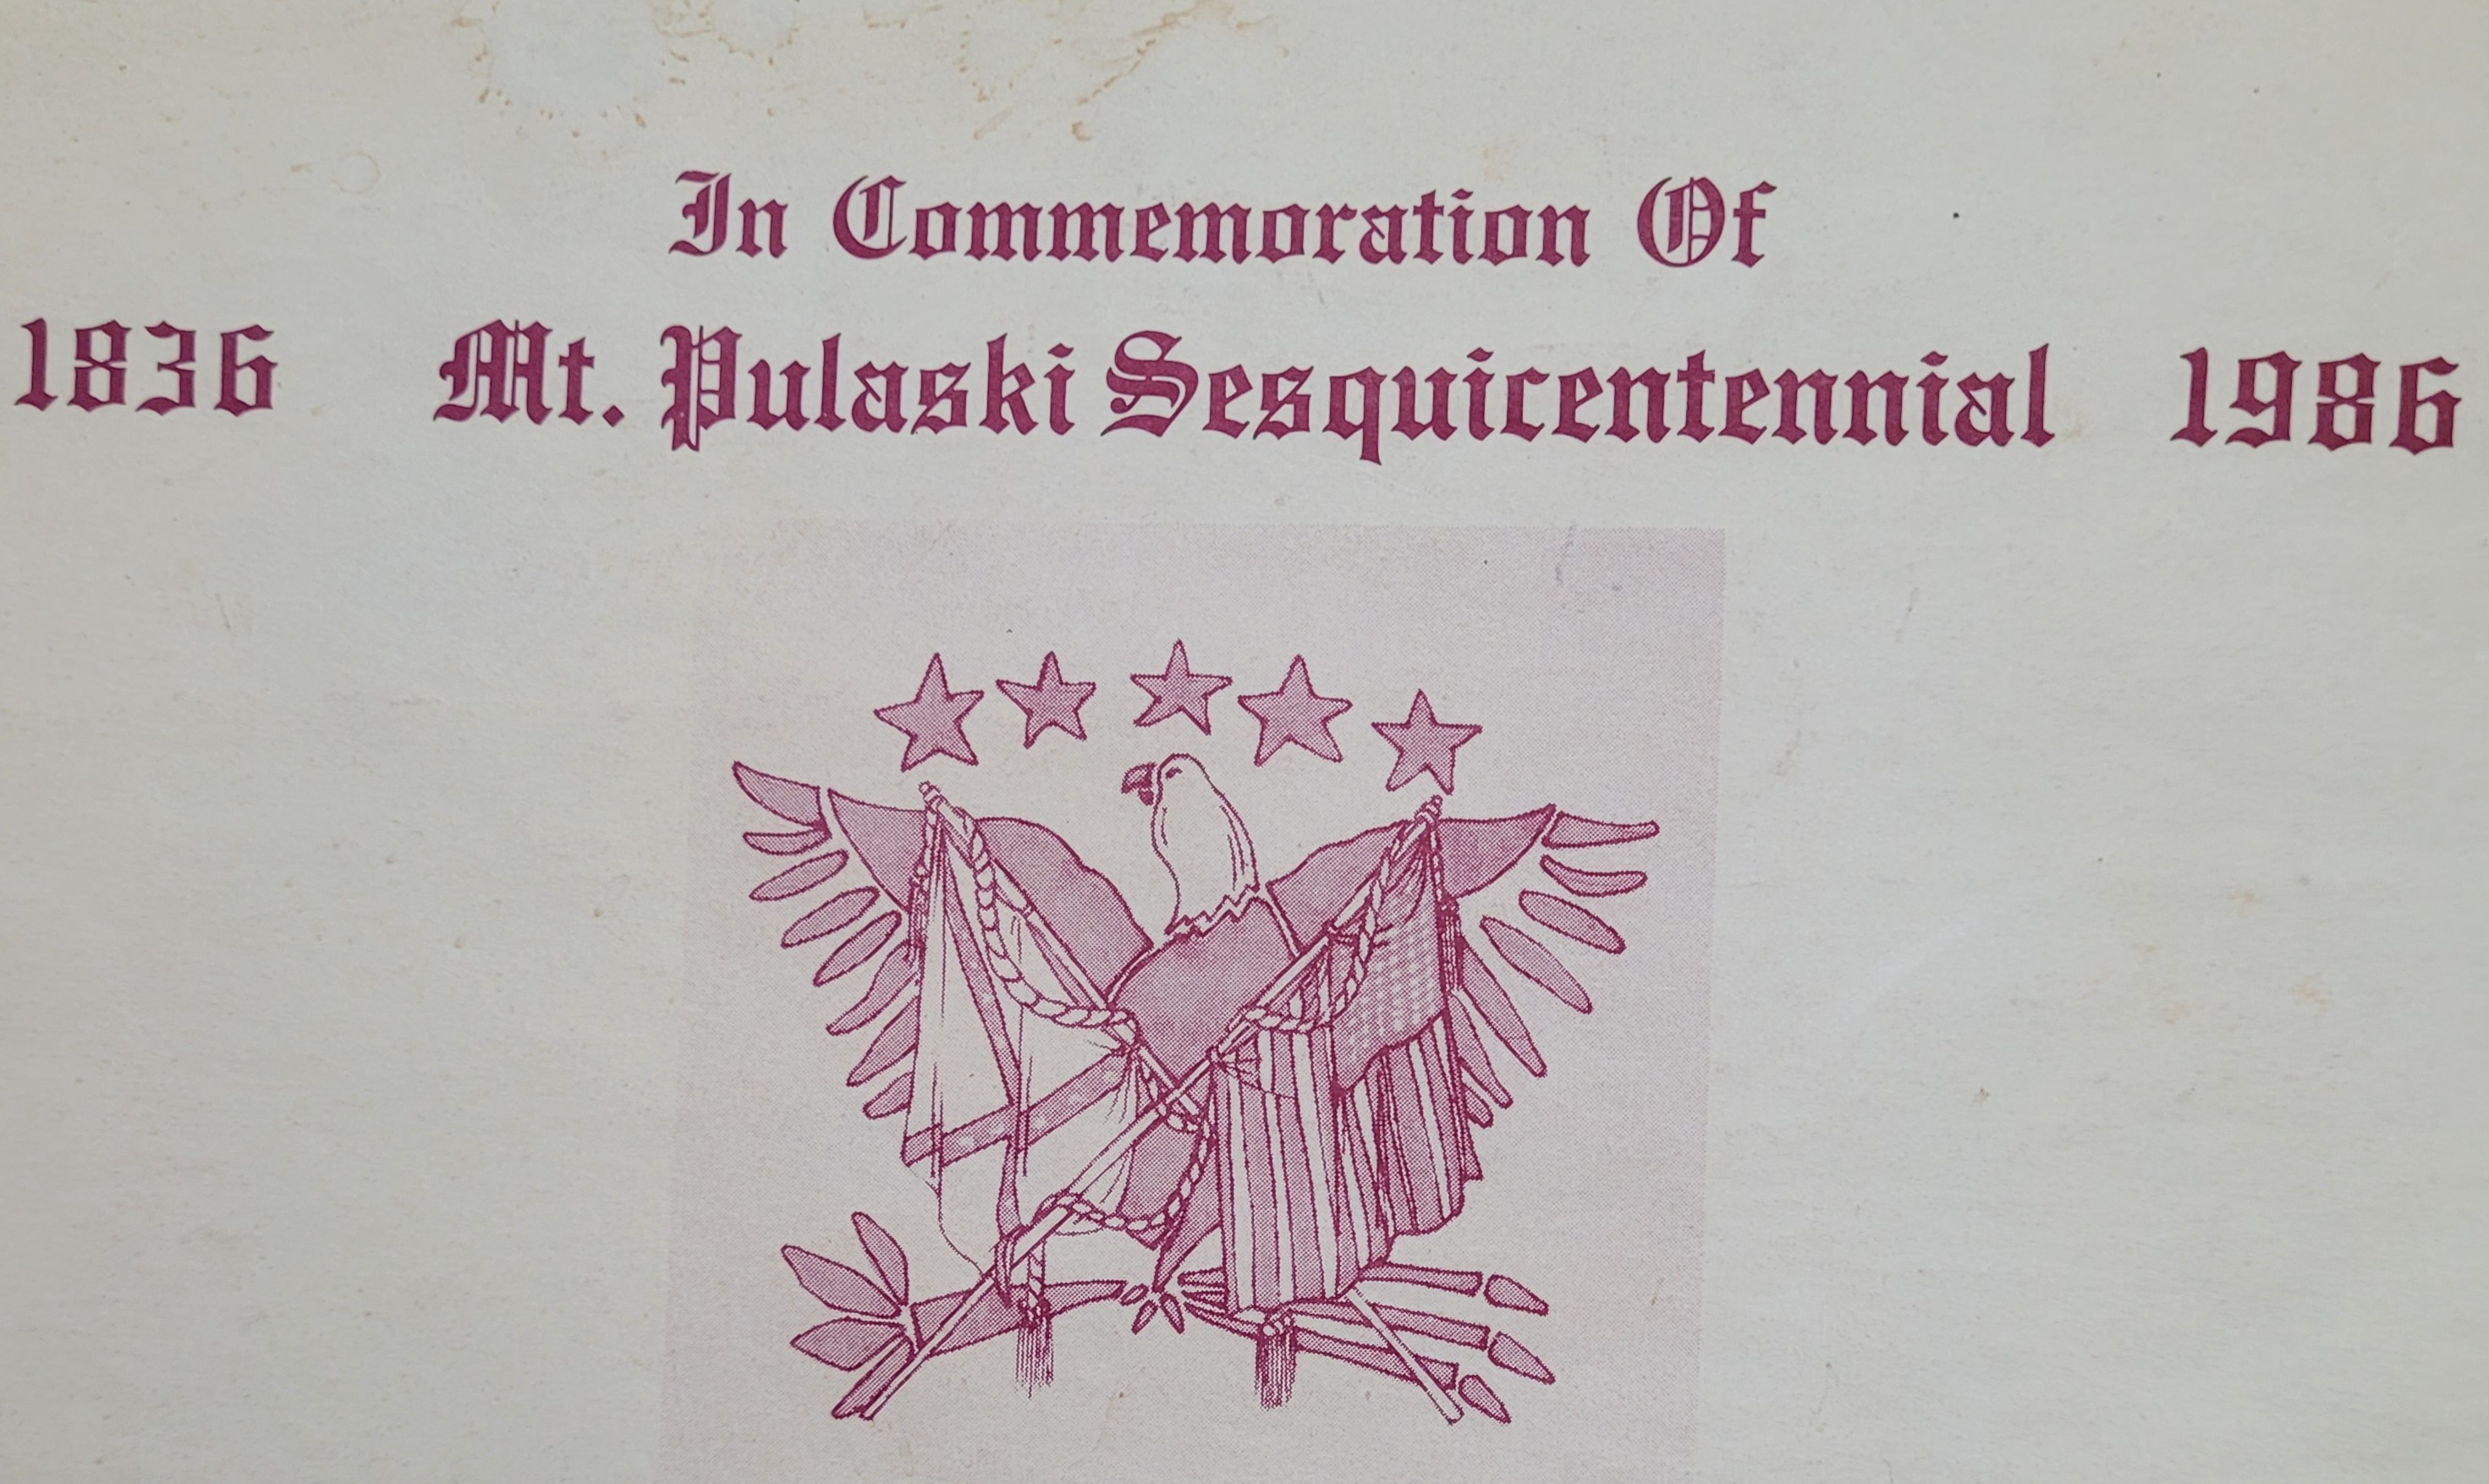 In Commemoration Of
1836 Mt. Pulaski Sesquicentennial 1986